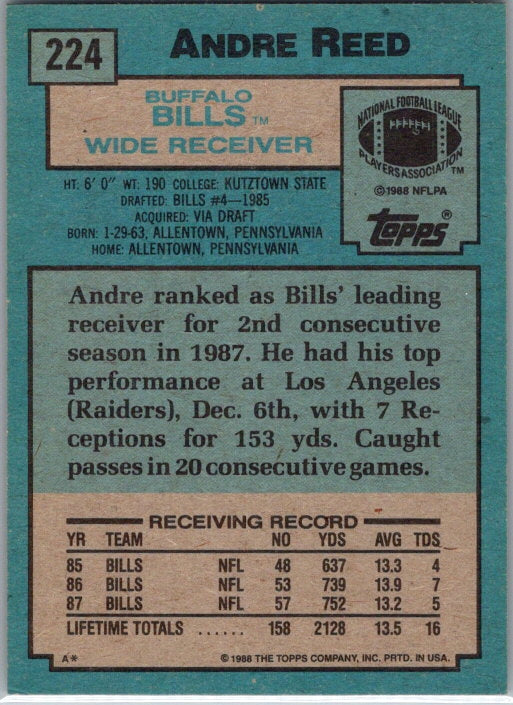 224
ANDRE REED
BUFFALO
BILLS™
WIDE RECEIVER
NATIONAL FOOTBALL LEAGUE
PLAYERS ASSOCIATION™
©1988 NFLPA
TOPPS®
HT: 6' 0" WT: 190 COLLEGE: KUTZTOWN STATE
DRAFTED: BILLS #4—1985
ACQUIRED: VIA DRAFT
BORN: 1-29-63, ALLENTOWN, PENNSYLVANIA
HOME: ALLENTOWN, PENNSYLVANIA
Andre ranked as Bills' leading
receiver for 2nd consecutive
season in 1987. He had his top
performance at Los Angeles
(Raiders), Dec. 6th, with 7 Re-
ceptions for 153 yds. Caught
passes in 20 consecutive games.
RECEIVING RECORD
YR TEAM NO YDS AVG TDS
85 BILLS NFL 48 637 13.3 4
86 BILLS NFL 53 739 13.9 7
87 BILLS NFL 57 752 13.2 5
LIFETIME TOTALS ...... 158 2128 13.5 16
A* ©1988 THE TOPPS COMPANY, INC. PRTD. IN USA.